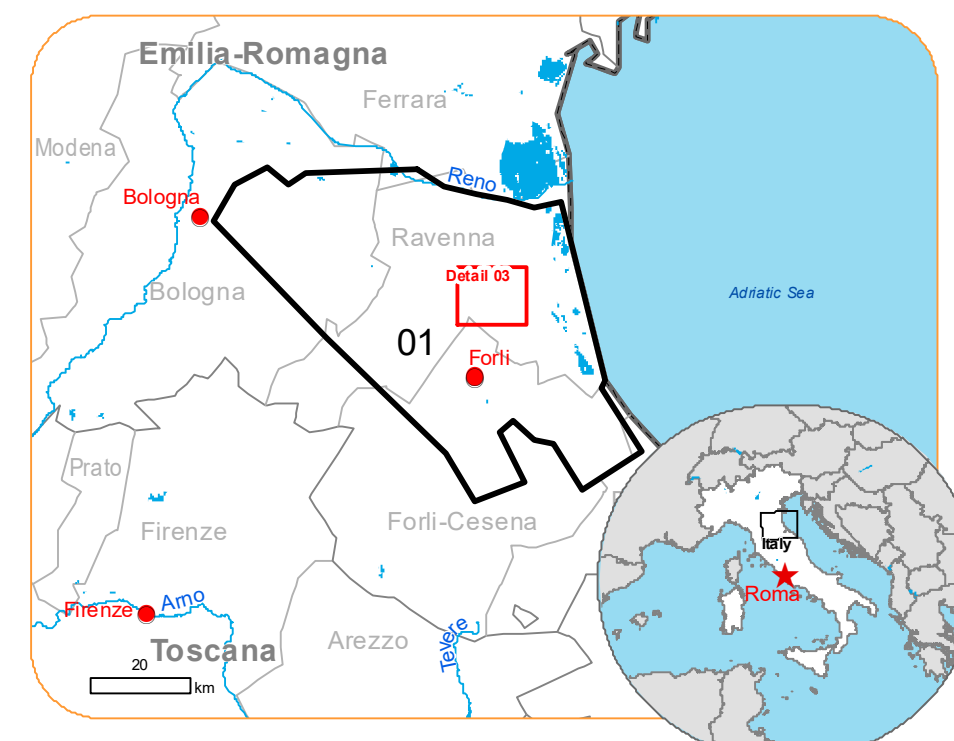 Emilia-Romagna
Ferrara
Modena
Reno
Bologna
Ravenna
Detail 03
Bologna
Adriatic Sea
01
Forli
Prato
Forli-Cesena
Firenze
Italy
Roma
Firenze
Arno
Arezzo
Tevere
Toscana
20
km